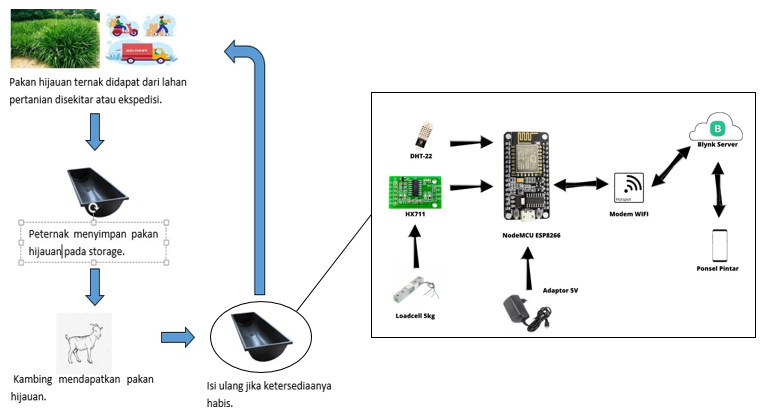 Pakan hijauan ternak didapat dari lahan
pertanian disekitar atau ekspedisi.
Peternak menyimpan pakan
hijauan pada storage.
Kambing mendapatkan pakan
hijauan.
Isi ulang jika ketersediaanya
habis.
DHT-22
HX711
Loadcell 5kg
NodeMCU ESP8266
Adaptor 5V
Hotspot
Modem WIFI
B
Blynk Server
Ponsel Pintar